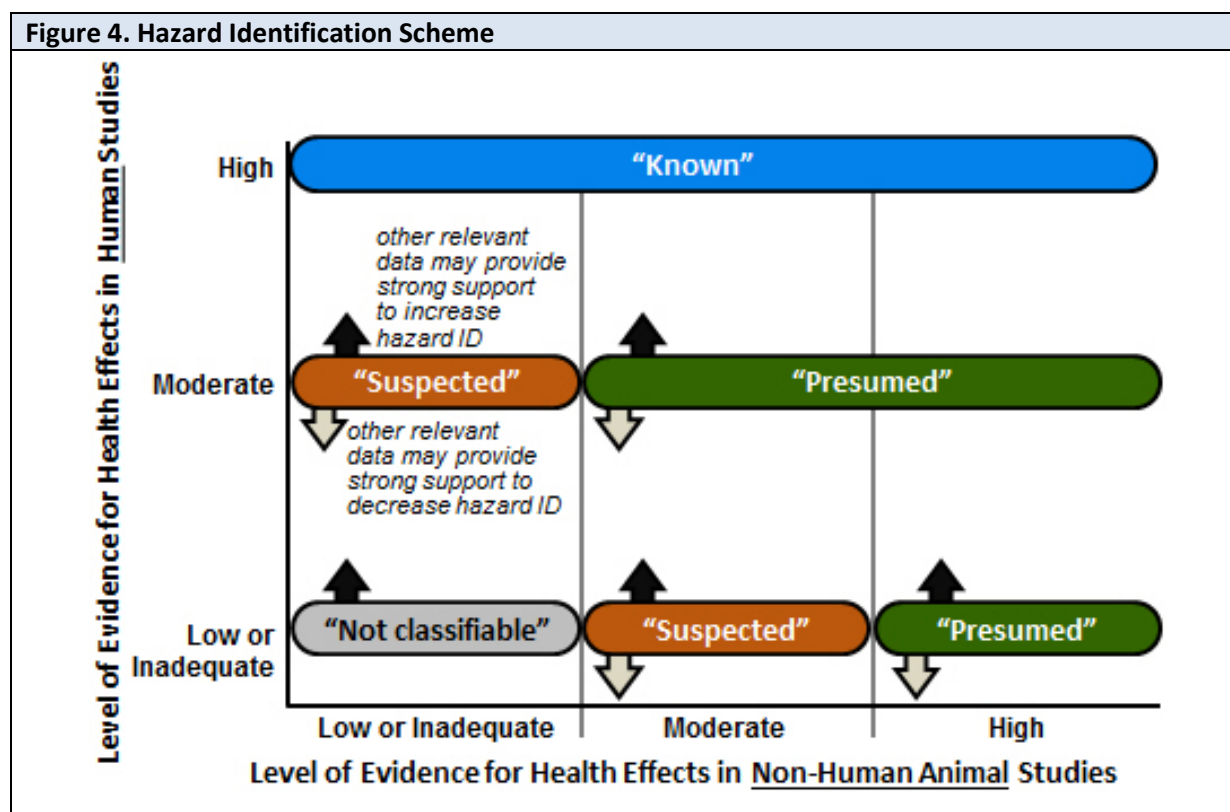 Figure 4. Hazard Identification Scheme
Level of Evidence for Health Effects in Human Studies
High
“Known”
other relevant
data may provide
strong support
to increase
hazard ID
Moderate
“Suspected”
“Presumed”
other relevant
data may provide
strong support to
decrease hazard ID
Low or
Inadequate
“Not classifiable”
“Suspected”
“Presumed”
Low or Inadequate
Moderate
High
Level of Evidence for Health Effects in Non-Human Animal Studies